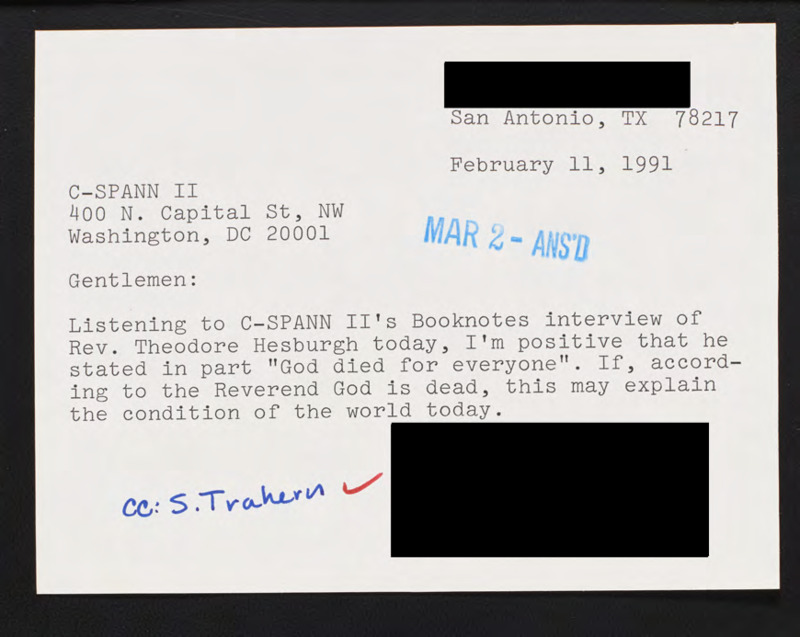 San Antonio, TX 78217
February 11, 1991
C-SPANN II
400 N. Capital St, NW
Washington, DC 20001
MAR 2 - ANS'D
Gentlemen:
Listening to C-SPANN II's Booknotes interview of
Rev. Theodore Hesburgh today, I'm positive that he
stated in part "God died for everyone". If, accord-
ing to the Reverend God is dead, this may explain
the condition of the world today.
cc: S. Trahern